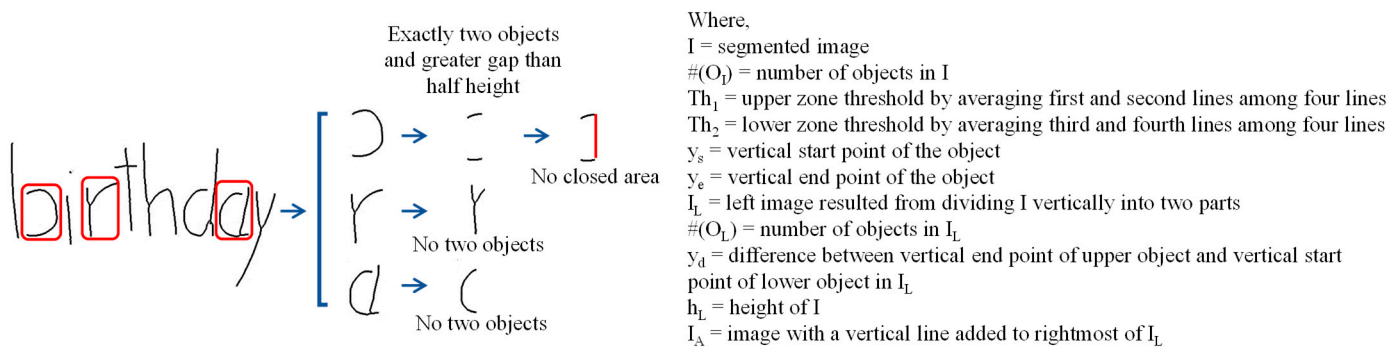 Exactly two objects
and greater gap than
half height
birthday
No closed area
r
No two objects
a
No two objects
Where,
I = segmented image
#(O_I) = number of objects in I
Th_1 = upper zone threshold by averaging first and second lines among four lines
Th_2 = lower zone threshold by averaging third and fourth lines among four lines
y_s = vertical start point of the object
y_e = vertical end point of the object
I_L = left image resulted from dividing I vertically into two parts
#(O_L) = number of objects in I_L
y_d = difference between vertical end point of upper object and vertical start
point of lower object in I_L
h_L = height of I
I_A = image with a vertical line added to rightmost of I_L